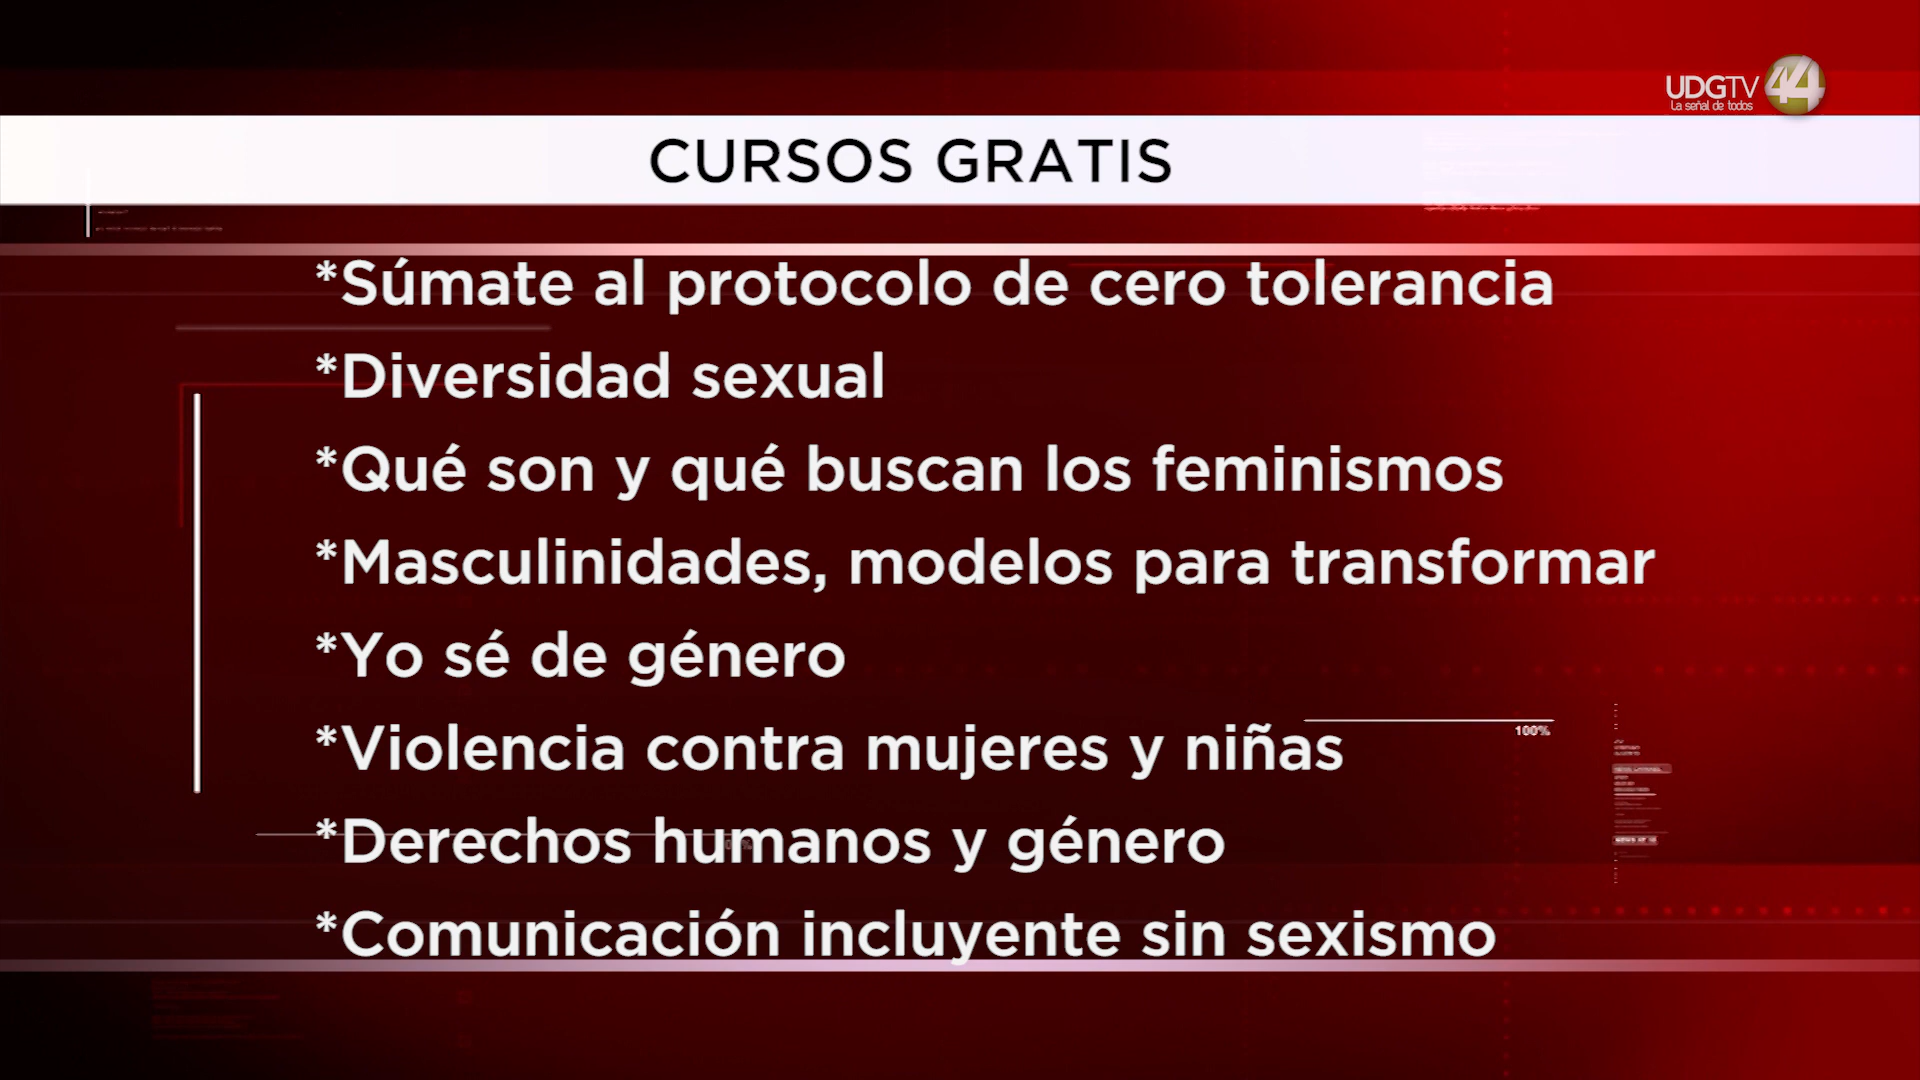 UDGTV 44
La señal de todos
CURSOS GRATIS
*Súmate al protocolo de cero tolerancia
*Diversidad sexual
*Qué son y qué buscan los feminismos
*Masculinidades, modelos para transformar
*Yo sé de género
*Violencia contra mujeres y niñas
100%
*Derechos humanos y género
*Comunicación incluyente sin sexismo